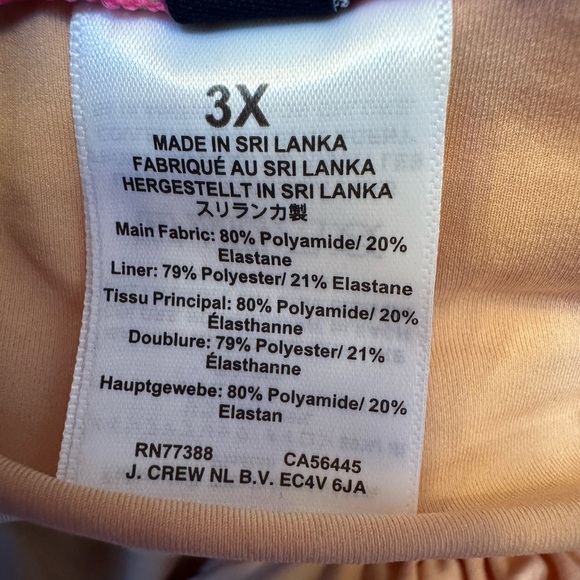 3X
MADE IN SRI LANKA
FABRIQUÉ AU SRI LANKA
HERGESTELLT IN SRI LANKA
スリランカ製
Main Fabric: 80% Polyamide/ 20%
Elastane
Liner: 79% Polyester/ 21% Elastane
Tissu Principal: 80% Polyamide/ 20%
Élasthanne
Doublure: 79% Polyester/ 21%
Élasthanne
Hauptgewebe: 80% Polyamide/ 20%
Elastan
RN77388 CA56445
J. CREW NL B.V. EC4V 6JA